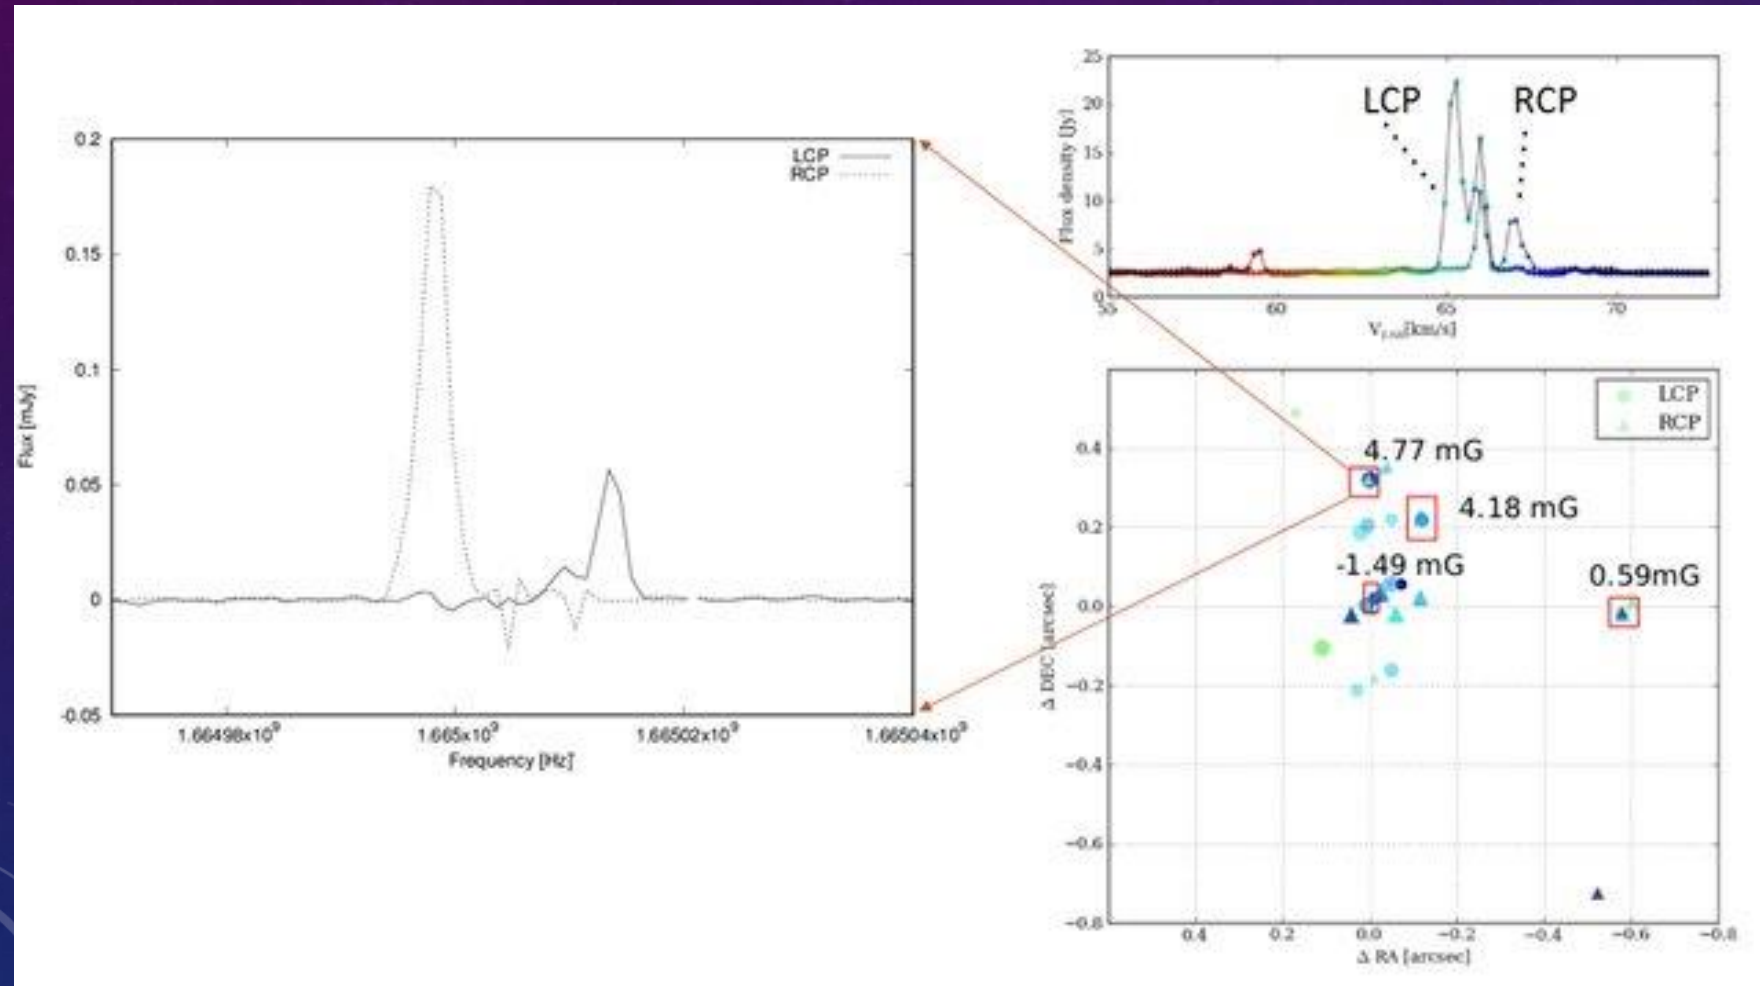 0.2
0.15
0.1
0.05
0
-0.05
Flux [mJy]
LCP
RCP
1.66498x10⁹
1.665x10⁹
1.66502x10⁹
1.66504x10⁹
Frequency [Hz]
25
20
15
10
5
0
Flux density [Jy]
LCP
RCP
55
60
65
70
[km/s]
LCP
RCP
4.77 mG
4.18 mG
-1.49 mG
0.59mG
0.4
0.2
0.0
−0.2
−0.4
−0.6
−0.8
Δ DEC [arcsec]
0.4
0.2
0.0
−0.2
−0.4
−0.6
−0.8
Δ RA [arcsec]